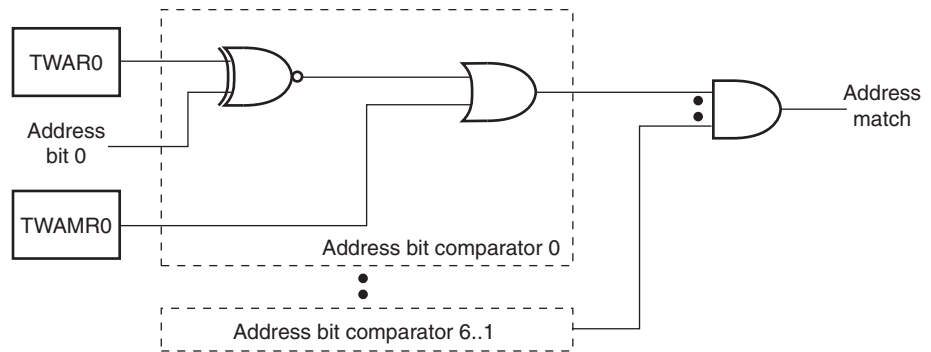 TWAR0
Address
bit 0
TWAMR0
Address bit comparator 0
Address bit comparator 6..1
Address
match